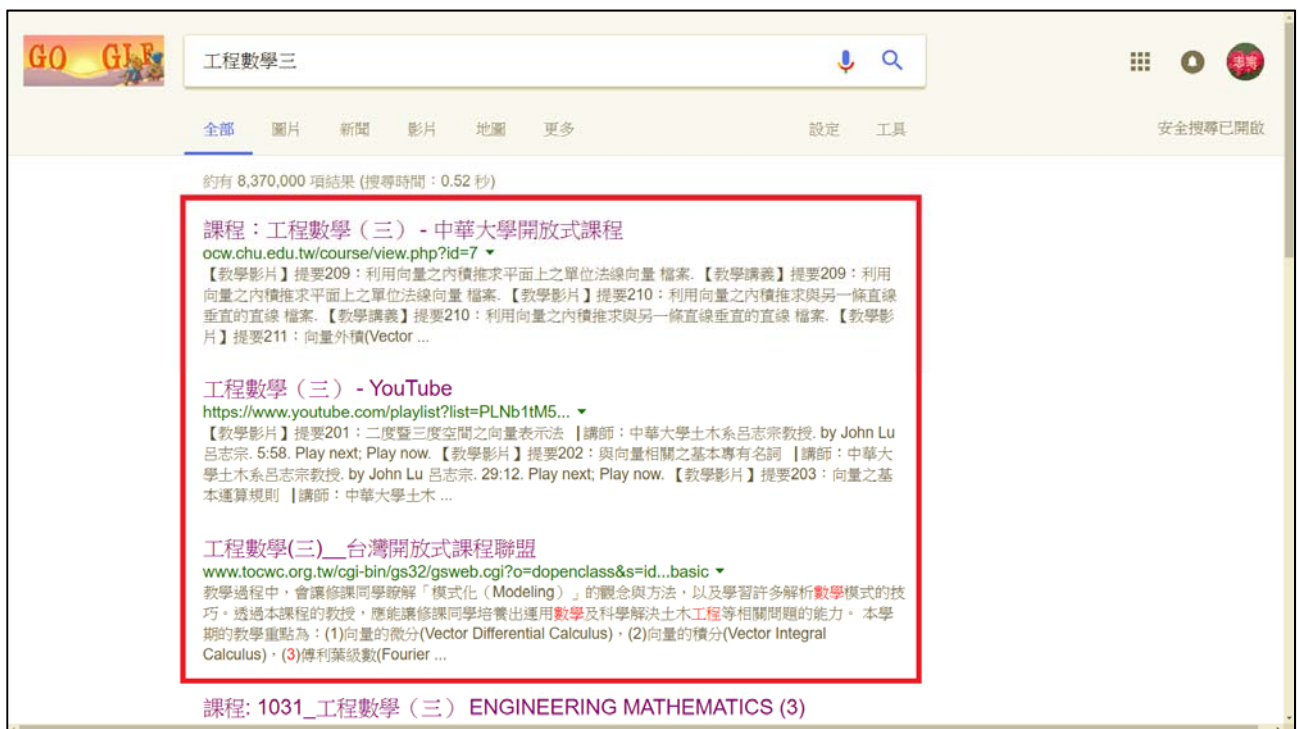 GO GLE
工程數學三
全部 圖片 新聞 影片 地圖 更多 設定 工具 安全搜尋已開啟
約有 8,370,000 項結果 (搜尋時間：0.52 秒)
課程：工程數學（三） - 中華大學開放式課程
ocw.chu.edu.tw/course/view.php?id=7
【教學影片】提要209：利用向量之內積推求平面上之單位法線向量 檔案. 【教學講義】提要209：利用
向量之內積推求平面上之單位法線向量 檔案. 【教學影片】提要210：利用向量之內積推求與另一條直線
垂直的直線 檔案. 【教學講義】提要210：利用向量之內積推求與另一條直線垂直的直線 檔案. 【教學影
片】提要211：向量外積(Vector ...
工程數學（三） - YouTube
https://www.youtube.com/playlist?list=PLNb1tM5...
【教學影片】提要201：二度暨三度空間之向量表示法 ┃講師：中華大學土木系呂志宗教授. by John Lu
呂志宗. 5:58. Play next; Play now. 【教學影片】提要202：與向量相關之基本專有名詞 ┃講師：中華大
學土木系呂志宗教授. by John Lu 呂志宗. 29:12. Play next; Play now. 【教學影片】提要203：向量之基
本運算規則 ┃講師：中華大學土木 ...
工程數學(三)__台灣開放式課程聯盟
www.tocwc.org.tw/cgi-bin/gs32/gsweb.cgi?o=dopenclass&s=id...basic
教學過程中，會讓修課同學瞭解「模式化（Modeling）」的觀念與方法，以及學習許多解析數學模式的技
巧。透過本課程的教授，應能讓修課同學培養出運用數學及科學解決土木工程等相關問題的能力。 本學
期的教學重點為：(1)向量的微分(Vector Differential Calculus)，(2)向量的積分(Vector Integral
Calculus)，(3)傅利葉級數(Fourier ...
課程: 1031_工程數學（三） ENGINEERING MATHEMATICS (3)